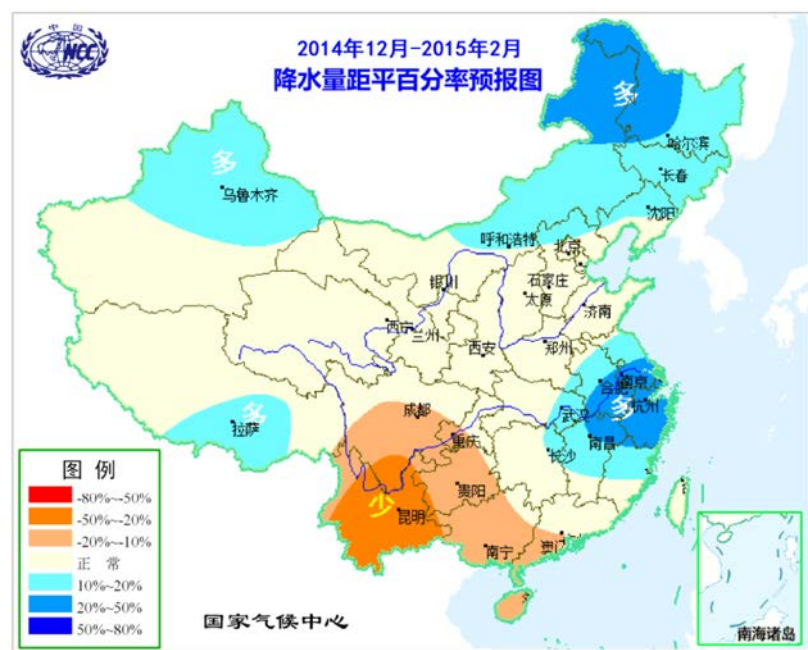 中国
NCC
2014年12月-2015年2月
降水量距平百分率预报图
多
哈尔滨
长春
沈阳
多
乌鲁木齐
呼和浩特
北京
银川
石家庄
太原
济南
西宁
兰州
西安
郑州
南京
合肥
多
杭州
武汉
南昌
长沙
多
拉萨
成都
重庆
贵阳
少
昆明
南宁
澳门
图 例
-80%~-50%
-50%~-20%
-20%~-10%
正 常
10%~20%
20%~50%
50%~80%
国家气候中心
南海诸岛